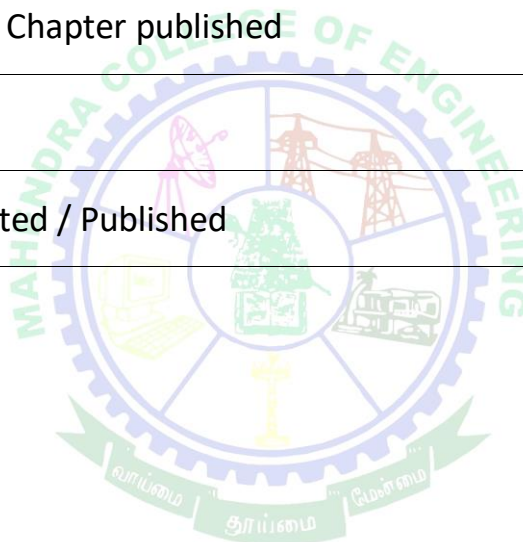 Chapter published
MAHENDRA COLLEGE OF ENGINEERING
ted / Published
வாய்மை
தூய்மை
மேன்மை